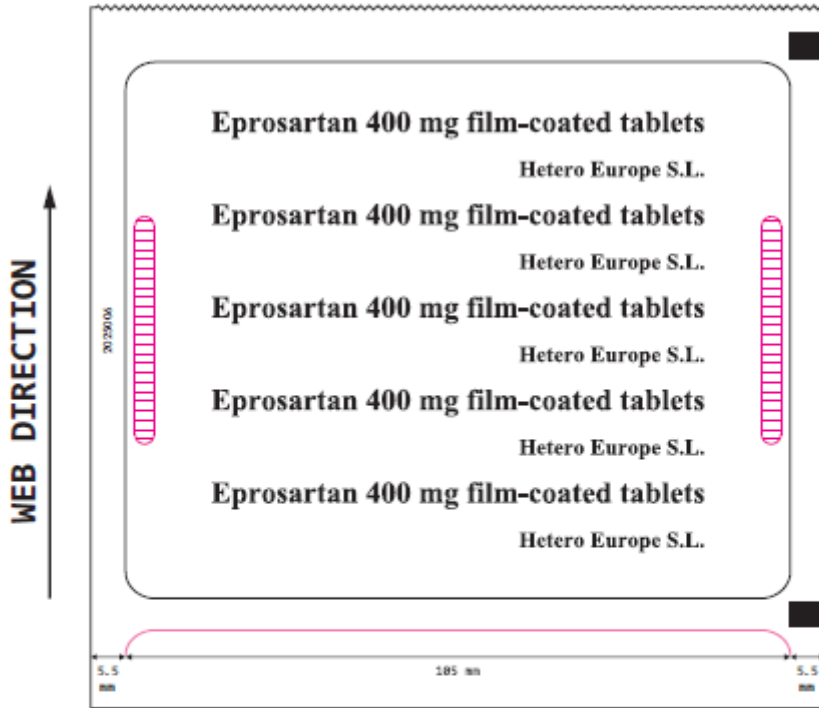 Eprosartan 400 mg film-coated tablets
Hetero Europe S.L.
Eprosartan 400 mg film-coated tablets
Hetero Europe S.L.
Eprosartan 400 mg film-coated tablets
Hetero Europe S.L.
Eprosartan 400 mg film-coated tablets
Hetero Europe S.L.
Eprosartan 400 mg film-coated tablets
Hetero Europe S.L.
WEB DIRECTION
2025006
5.5 mm
105 mm
5.5 mm